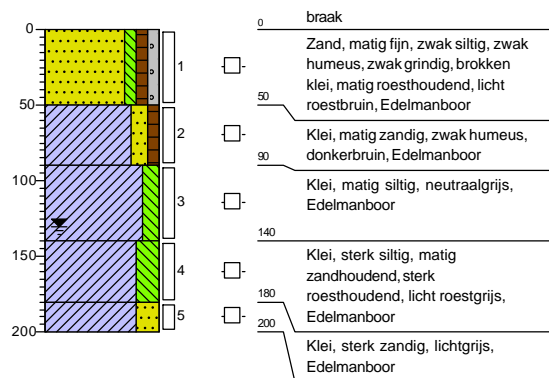 0
50
100
150
200
1
2
3
4
5
0
braak
Zand, matig fijn, zwak siltig, zwak
humeus, zwak grindig, brokken
klei, matig roesthoudend, licht
roestbruin, Edelmanboor
50
Klei, matig zandig, zwak humeus,
donkerbruin, Edelmanboor
90
Klei, matig siltig, neutraalgrijs,
Edelmanboor
140
Klei, sterk siltig, matig
zandhoudend, sterk
roesthoudend, licht roestgrijs,
Edelmanboor
180
Klei, sterk zandig, lichtgrijs,
Edelmanboor
200